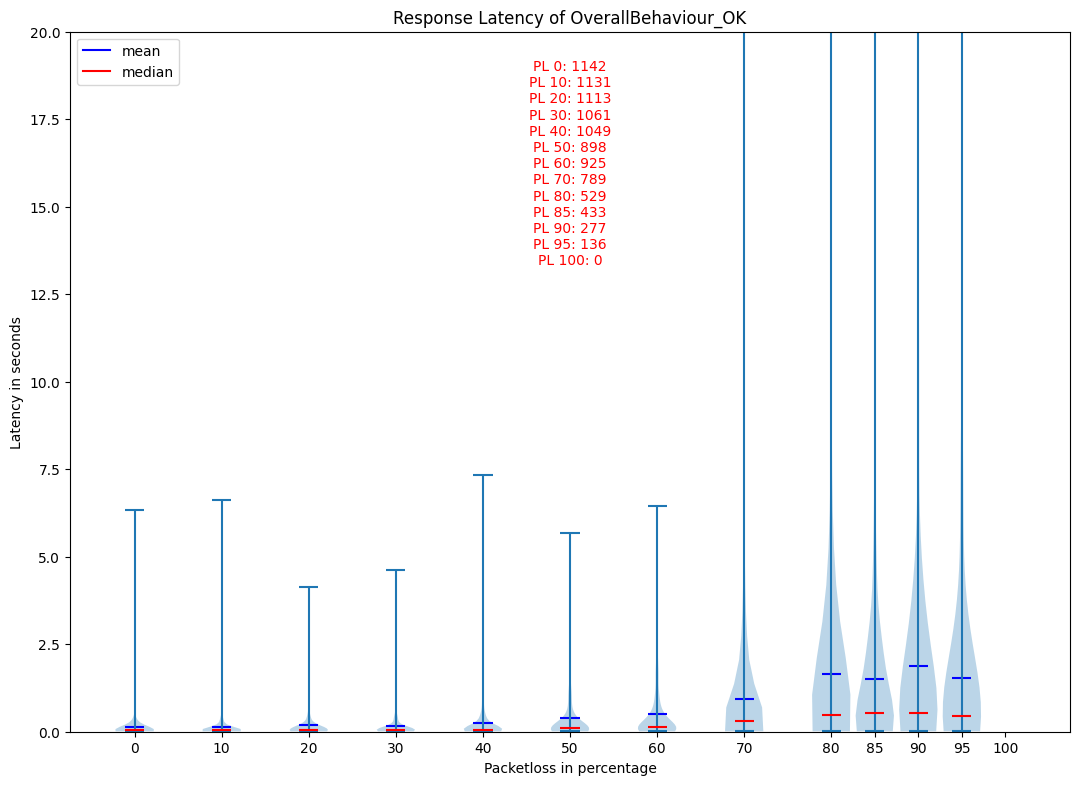 Response Latency of OverallBehaviour_OK
20.0
17.5
15.0
12.5
10.0
7.5
5.0
2.5
0.0
Latency in seconds
mean
median
PL 0: 1142
PL 10: 1131
PL 20: 1113
PL 30: 1061
PL 40: 1049
PL 50: 898
PL 60: 925
PL 70: 789
PL 80: 529
PL 85: 433
PL 90: 277
PL 95: 136
PL 100: 0
0 10 20 30 40 50 60 70 80 85 90 95 100
Packetloss in percentage